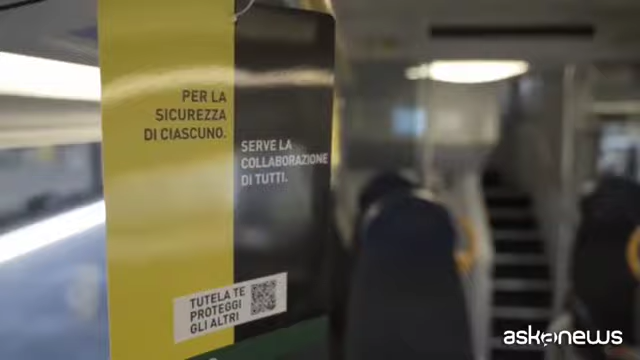 PER LA
SICUREZZA
DI CIASCUNO.
SERVE LA
COLLABORAZIONE
DI TUTTI.
TUTELA TE
PROTEGGI
GLI ALTRI
askanews